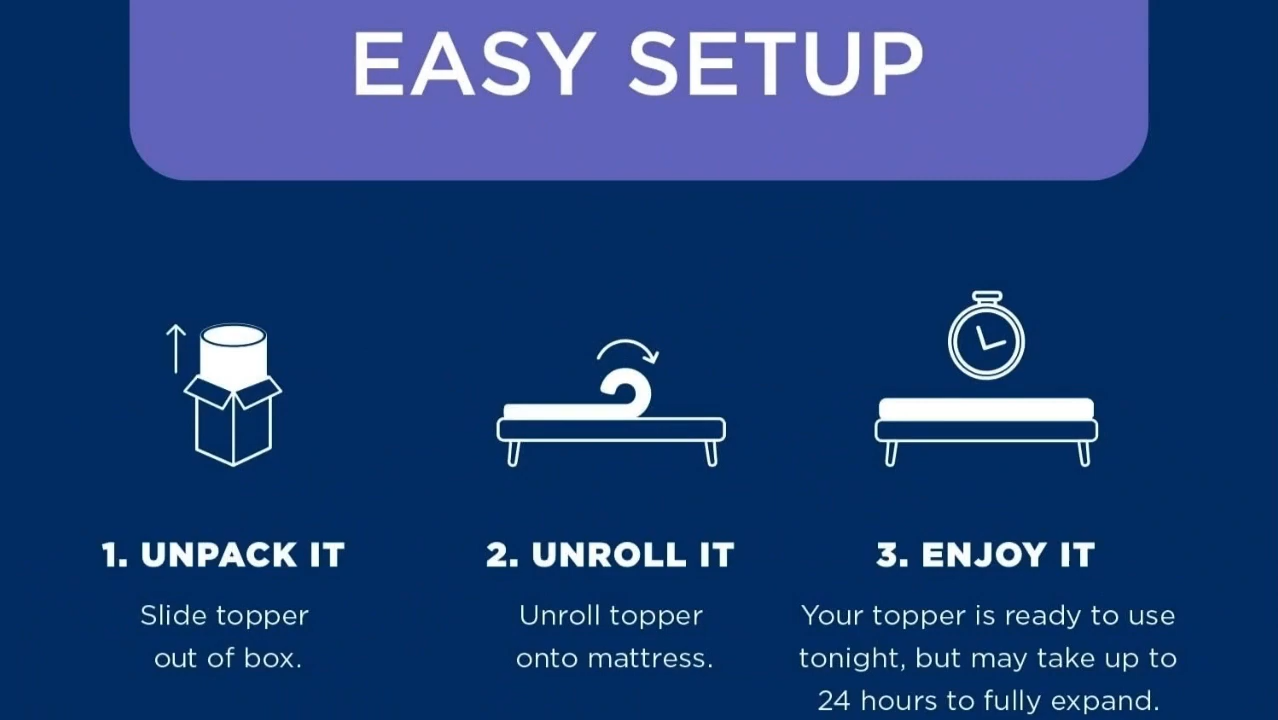 EASY SETUP
1. UNPACK IT
Slide topper
out of box.
2. UNROLL IT
Unroll topper
onto mattress.
3. ENJOY IT
Your topper is ready to use
tonight, but may take up to
24 hours to fully expand.